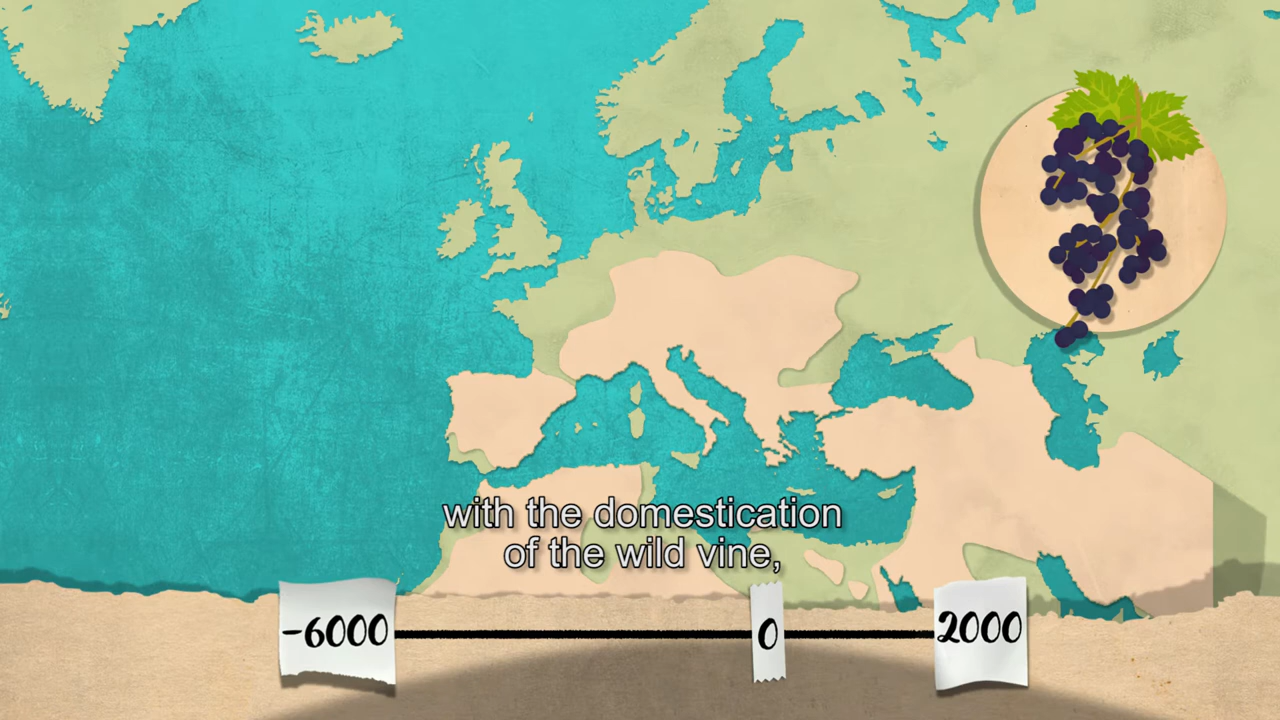 with the domestication
of the wild vine,
-6000
0
2000